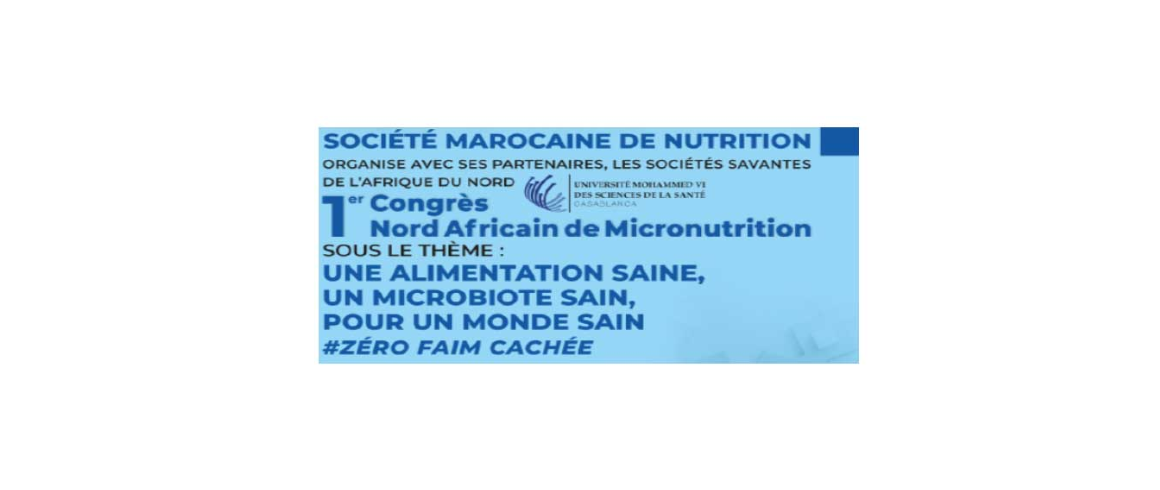 SOCIÉTÉ MAROCAINE DE NUTRITION
ORGANISE AVEC SES PARTENAIRES, LES SOCIÉTÉS SAVANTES
DE L'AFRIQUE DU NORD
UNIVERSITÉ MOHAMMED VI
DES SCIENCES DE LA SANTÉ
CASABLANCA
1er Congrès
Nord Africain de Micronutrition
SOUS LE THÈME :
UNE ALIMENTATION SAINE,
UN MICROBIOTE SAIN,
POUR UN MONDE SAIN
#ZÉRO FAIM CACHÉE